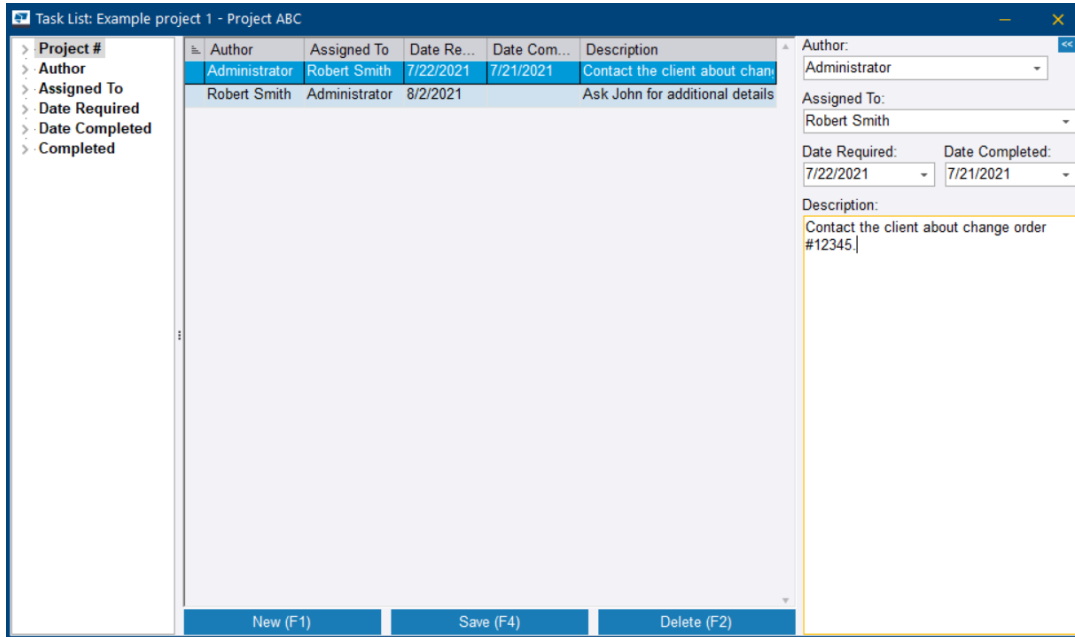 Task List: Example project 1 - Project ABC
Project #
Author
Assigned To
Date Required
Date Completed
Completed
Author Assigned To Date Re... Date Com... Description
Administrator Robert Smith 7/22/2021 7/21/2021 Contact the client about chan
Robert Smith Administrator 8/2/2021 Ask John for additional details
New (F1) Save (F4) Delete (F2)
<<
Author:
Administrator
Assigned To:
Robert Smith
Date Required: Date Completed:
7/22/2021 7/21/2021
Description:
Contact the client about change order
#12345.